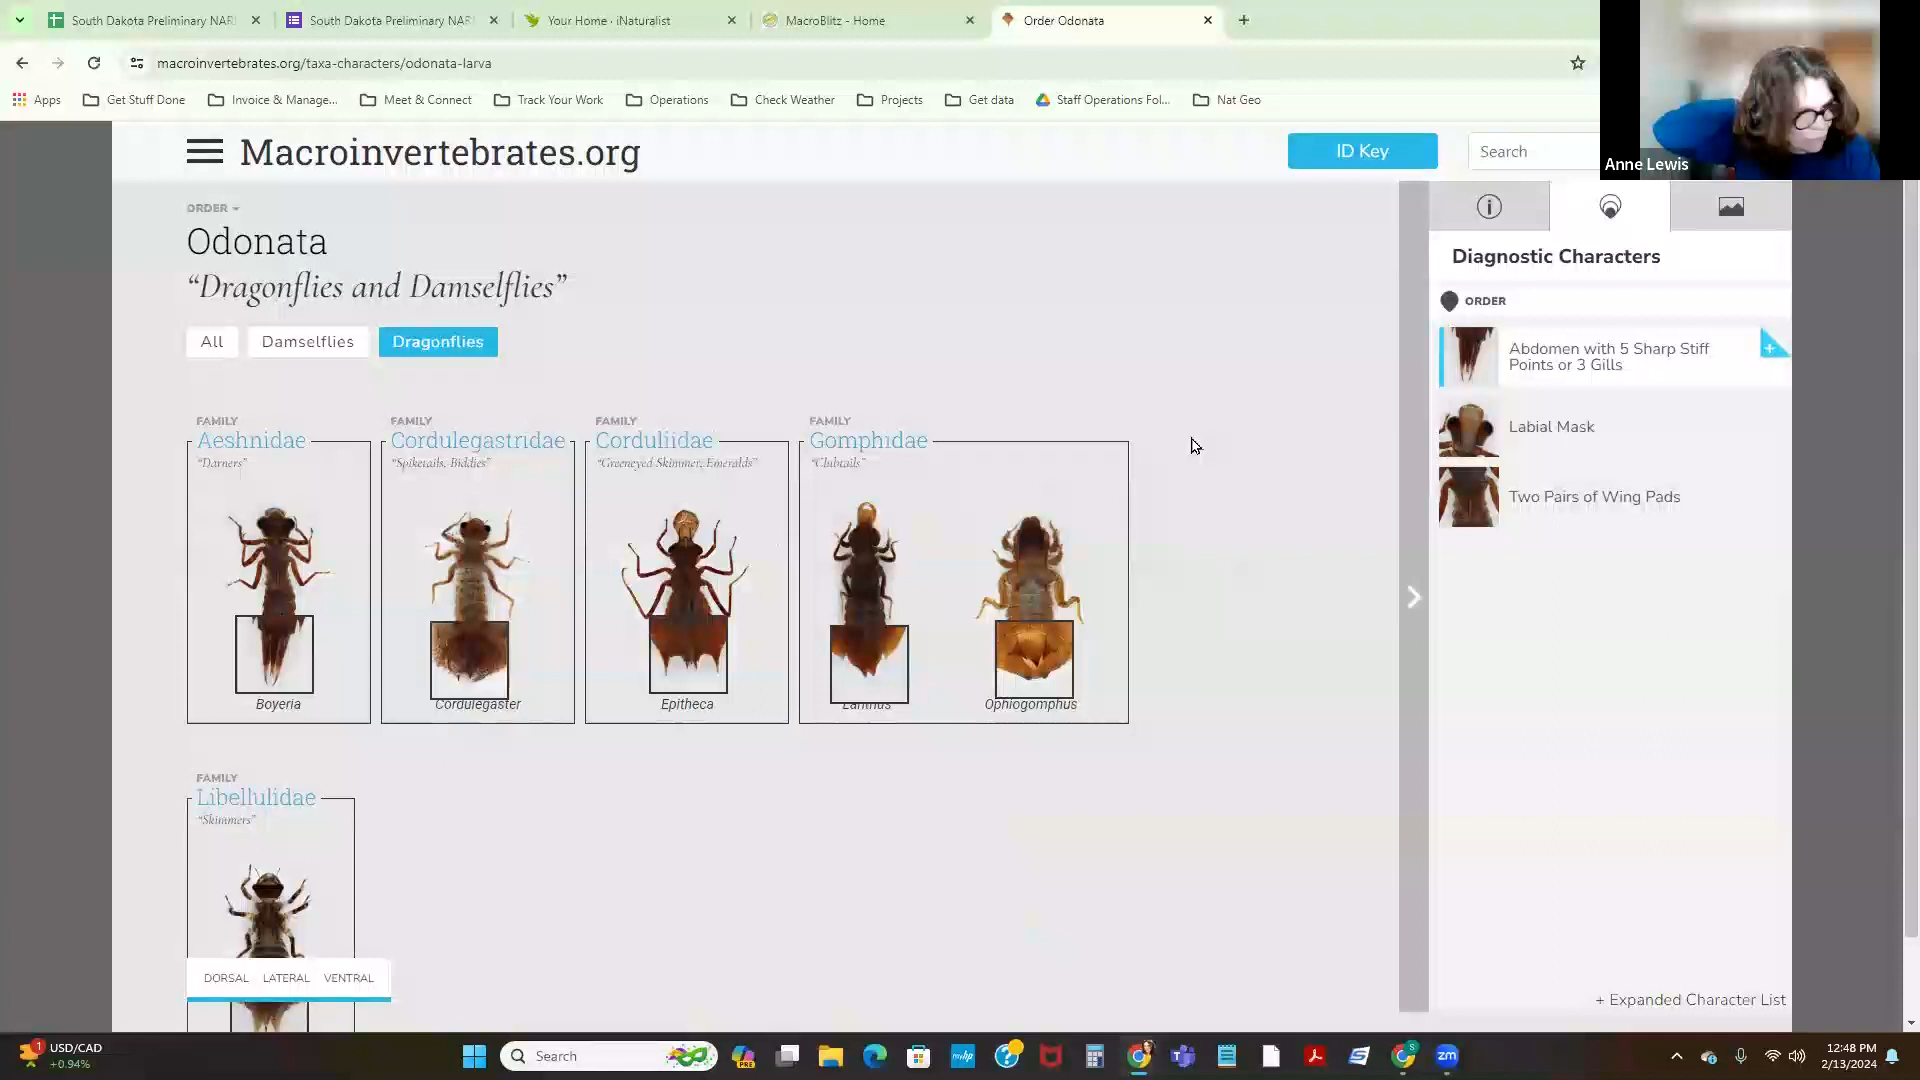 South Dakota Preliminary NAR
South Dakota Preliminary NAR
Your Home · iNaturalist
MacroBlitz - Home
Order Odonata
macroinvertebrates.org/taxa-characters/odonata-larva
Apps
Get Stuff Done
Invoice & Manage...
Meet & Connect
Track Your Work
Operations
Check Weather
Projects
Get data
Staff Operations Fol...
Nat Geo
Macroinvertebrates.org
ID Key
Search
Anne Lewis
ORDER
Odonata
“Dragonflies and Damselflies”
All
Damselflies
Dragonflies
FAMILY
Aeshnidae
“Darners”
Boyeria
FAMILY
Cordulegastridae
“Spiketails, Biddies”
Cordulegaster
FAMILY
Corduliidae
“Greeneyed Skimmer, Emeralds”
Epitheca
FAMILY
Gomphidae
“Clubtails”
Lanthus
Ophiogomphus
FAMILY
Libellulidae
“Skimmers”
DORSAL LATERAL VENTRAL
Diagnostic Characters
ORDER
Abdomen with 5 Sharp Stiff
Points or 3 Gills
Labial Mask
Two Pairs of Wing Pads
+ Expanded Character List
1
USD/CAD
+0.94%
Search
PRE
zm
12:48 PM
2/13/2024